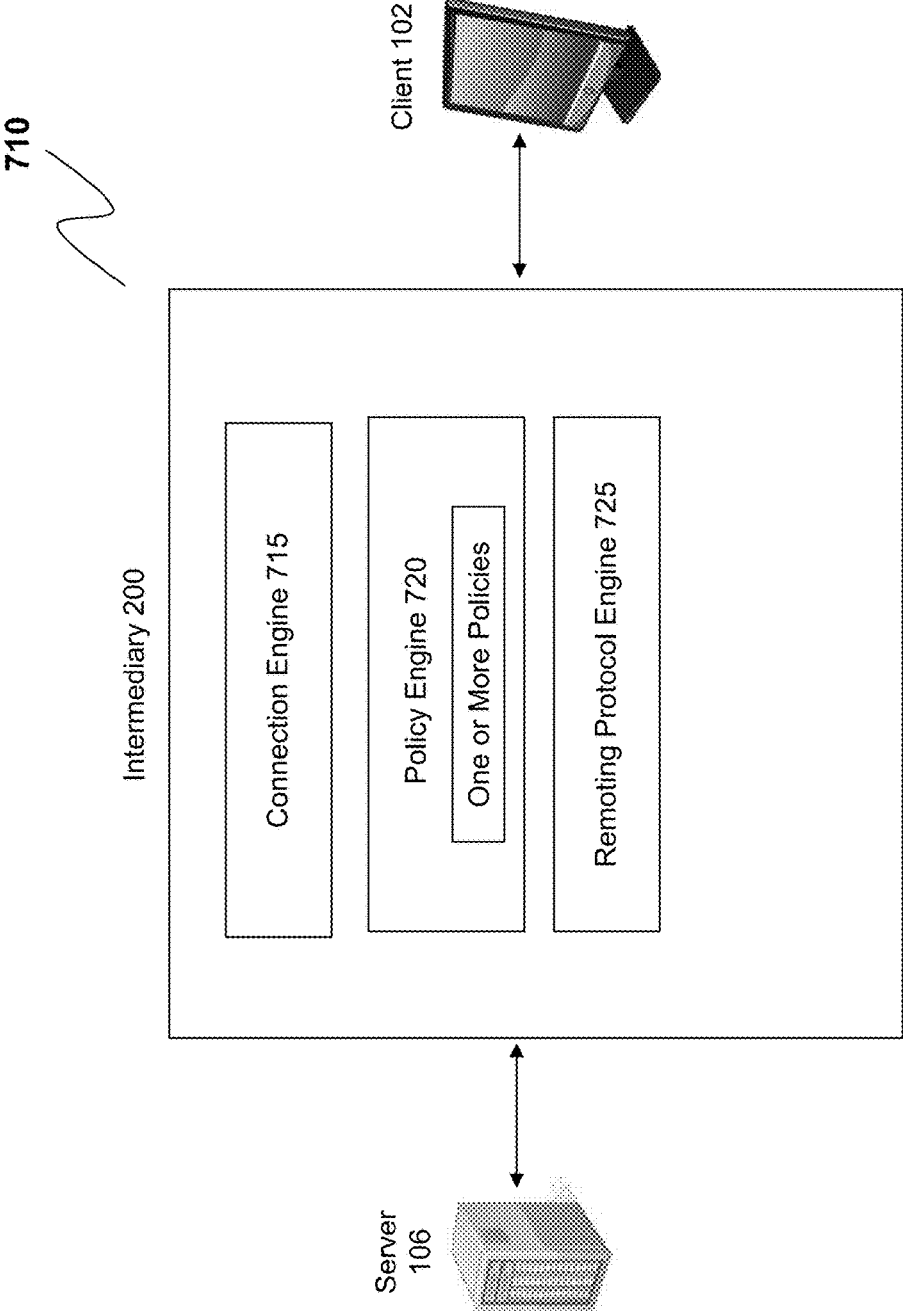 710
Intermediary 200
Server
106
Connection Engine 715
Policy Engine 720
One or More Policies
Remoting Protocol Engine 725
Client 102